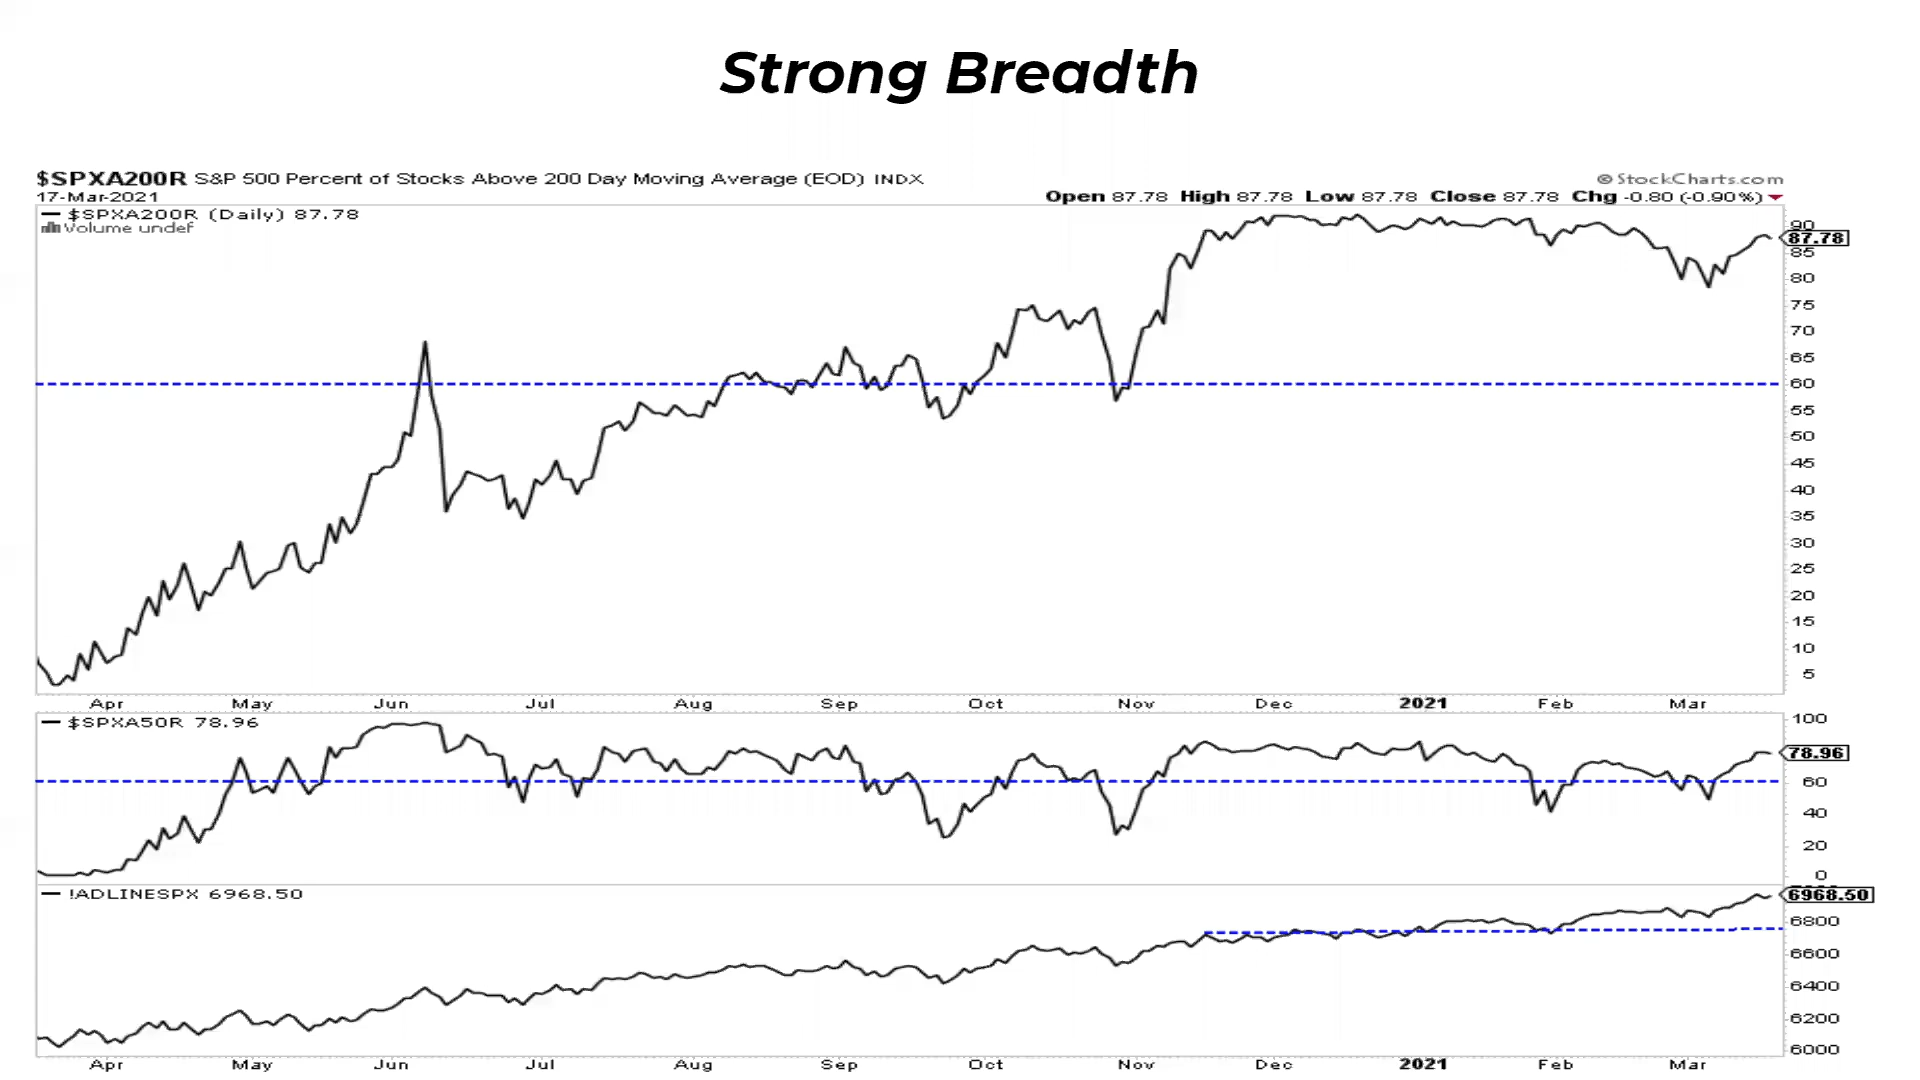 Strong Breadth
$SPXA200R S&P 500 Percent of Stocks Above 200 Day Moving Average (EOD) INDX
© StockCharts.com
17-Mar-2021
Open 87.78 High 87.78 Low 87.78 Close 87.78 Chg -0.80 (-0.90%)
$SPXA200R (Daily) 87.78
Volume undef
90
87.78
85
80
75
70
65
60
55
50
45
40
35
30
25
20
15
10
5
Apr May Jun Jul Aug Sep Oct Nov Dec 2021 Feb Mar
$SPXA50R 78.96
100
78.96
60
40
20
0
!ADLINESPX 6968.50
6968.50
6800
6600
6400
6200
6000
Apr May Jun Jul Aug Sep Oct Nov Dec 2021 Feb Mar